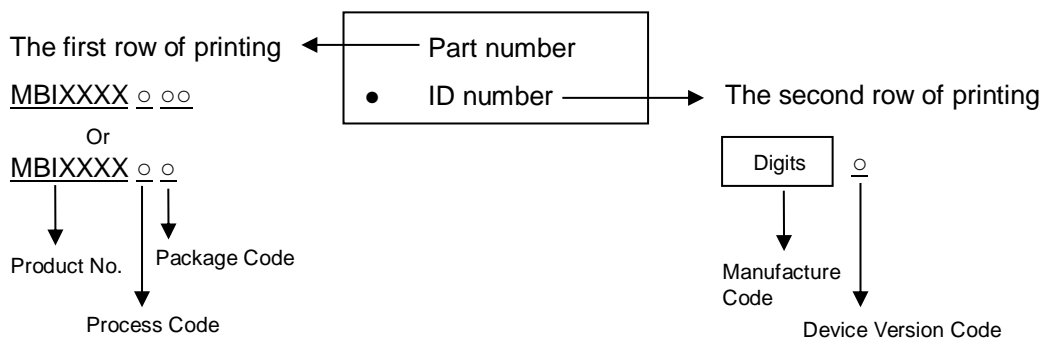 The first row of printing
Part number
MBIXXXX ○ ○○
● ID number
The second row of printing
Or
MBIXXXX ○ ○
Digits ○
Product No.
Package Code
Manufacture
Code
Process Code
Device Version Code